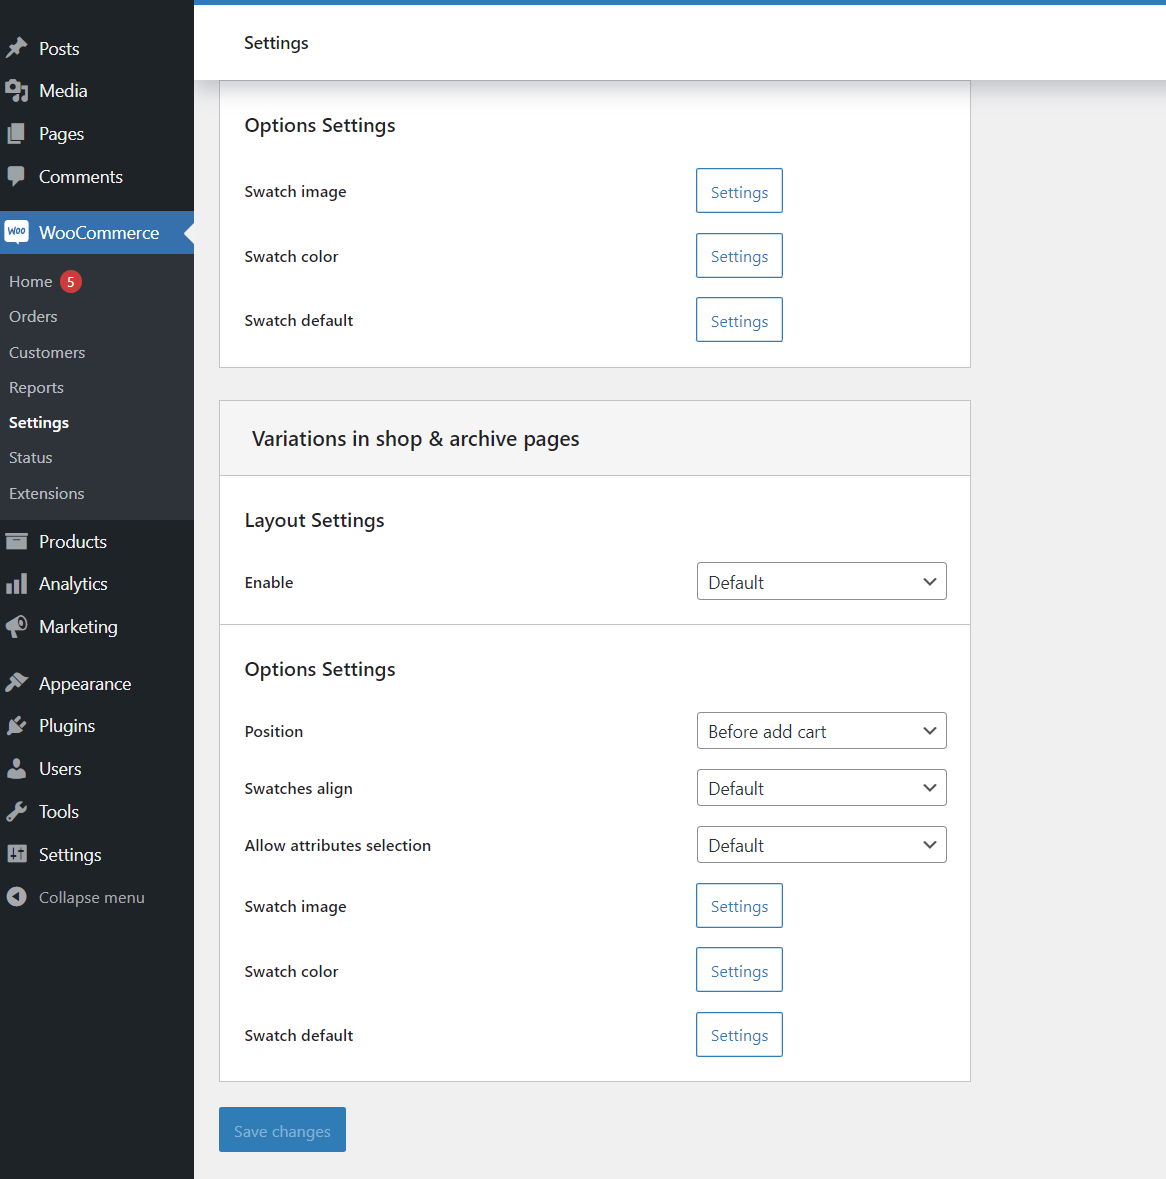 Posts
Media
Pages
Comments
Woo WooCommerce
Home 5
Orders
Customers
Reports
Settings
Status
Extensions
Products
Analytics
Marketing
Appearance
Plugins
Users
Tools
Settings
Collapse menu
Settings
Options Settings
Swatch image Settings
Swatch color Settings
Swatch default Settings
Variations in shop & archive pages
Layout Settings
Enable Default
Options Settings
Position Before add cart
Swatches align Default
Allow attributes selection Default
Swatch image Settings
Swatch color Settings
Swatch default Settings
Save changes